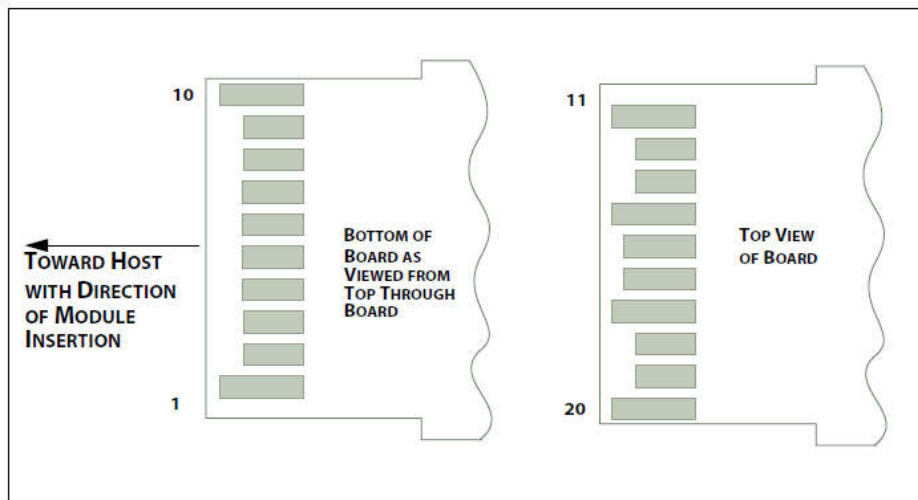 10
1
TOWARD HOST
WITH DIRECTION
OF MODULE
INSERTION
BOTTOM OF
BOARD AS
VIEWED FROM
TOP THROUGH
BOARD
11
20
TOP VIEW
OF BOARD